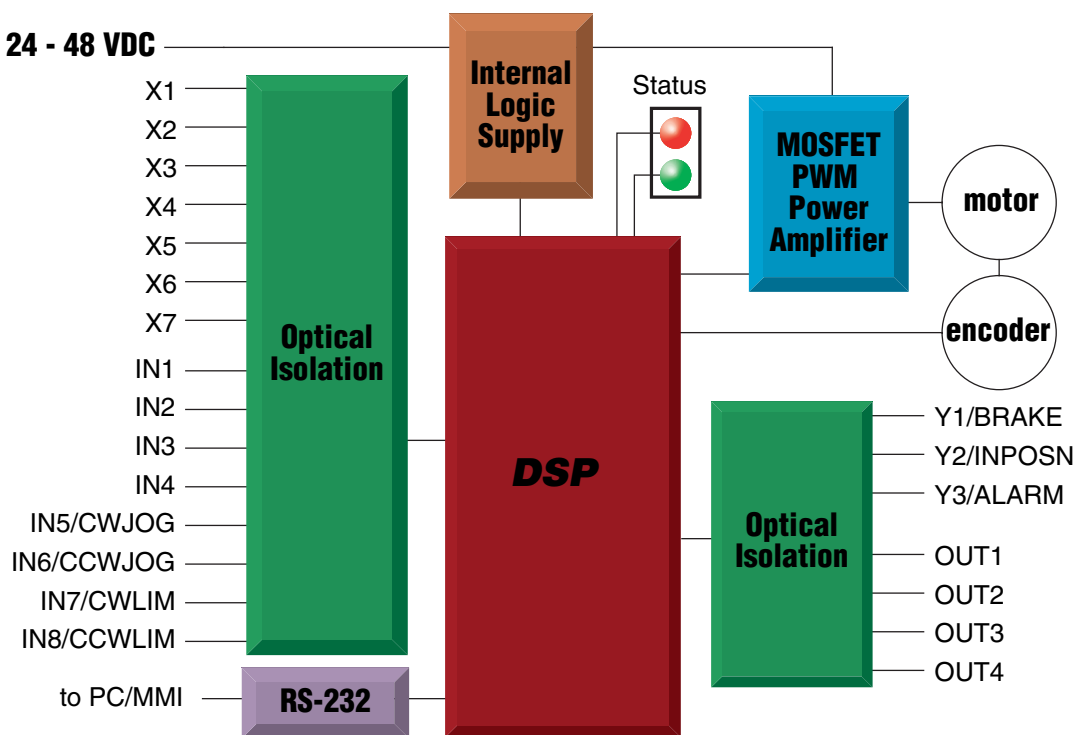 24 - 48 VDC
X1
X2
X3
X4
X5
X6
X7
IN1
IN2
IN3
IN4
IN5/CWJOG
IN6/CCWJOG
IN7/CWLIM
IN8/CCWLIM
to PC/MMI
Optical
Isolation
RS-232
Internal
Logic
Supply
Status
DSP
MOSFET
PWM
Power
Amplifier
motor
encoder
Optical
Isolation
Y1/BRAKE
Y2/INPOSN
Y3/ALARM
OUT1
OUT2
OUT3
OUT4